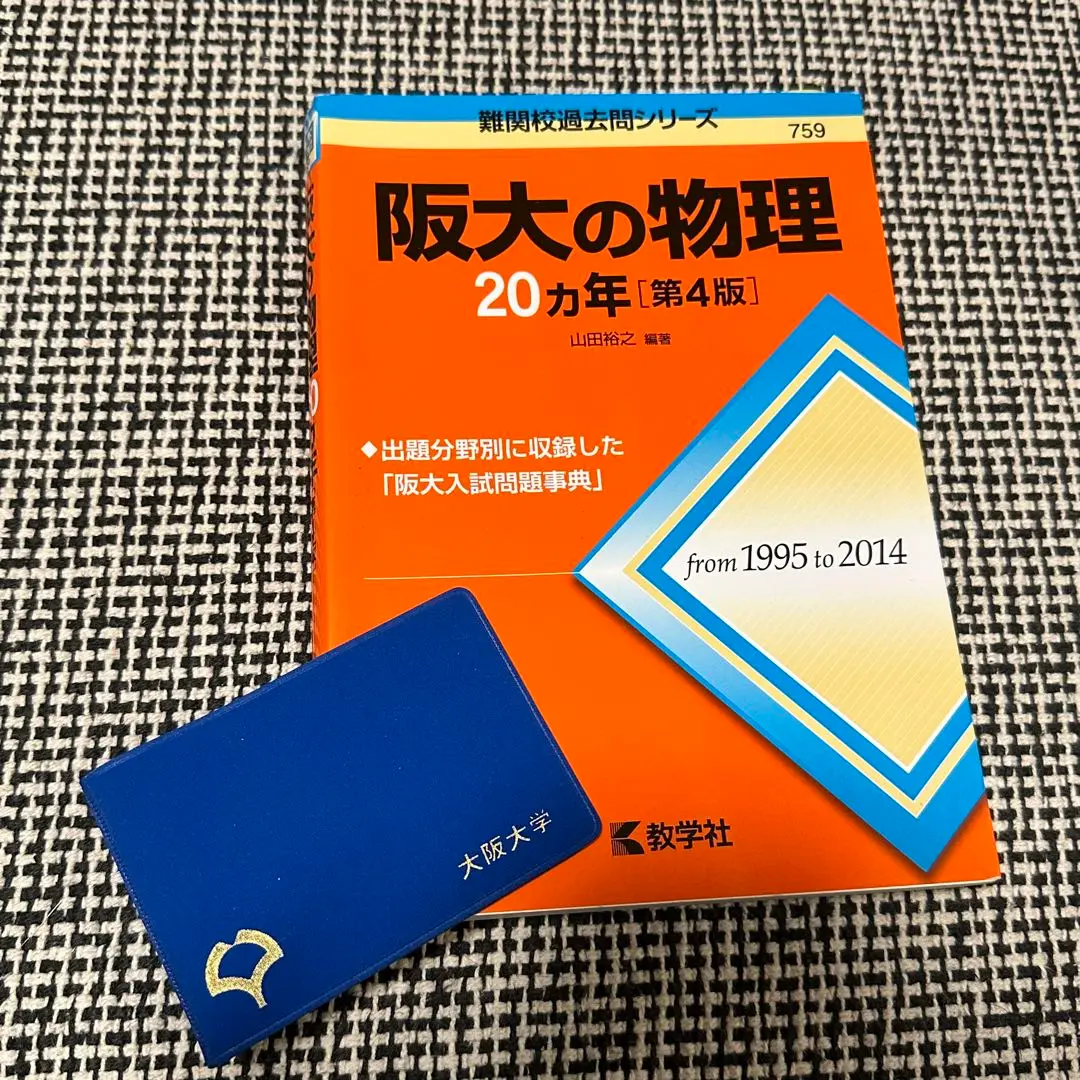 難関校過去問シリーズ
759
阪大の物理
20ヵ年[第4版]
山田裕之 編著
◆出題分野別に収録した
「阪大入試問題事典」
from 1995 to 2014
教学社
大阪大学